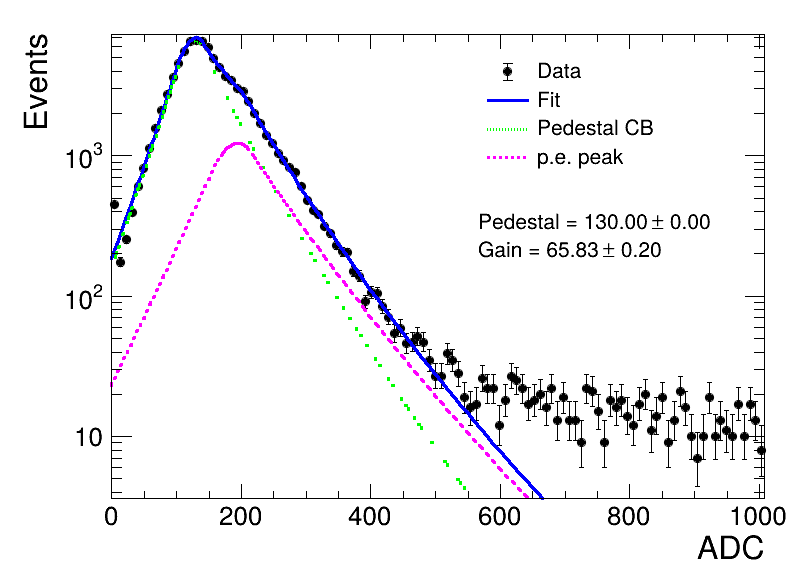 Events
Data
Fit
Pedestal CB
p.e. peak
Pedestal = 130.00 ± 0.00
Gain = 65.83 ± 0.20
10³
10²
10
0 200 400 600 800 1000
ADC